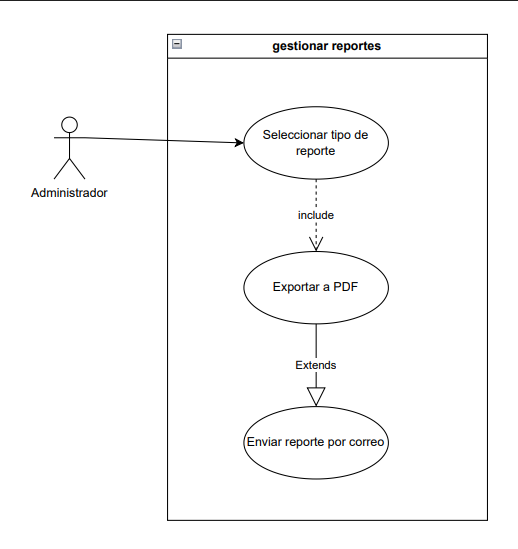 gestionar reportes
Seleccionar tipo de
reporte
Administrador
include
Exportar a PDF
Extends
Enviar reporte por correo